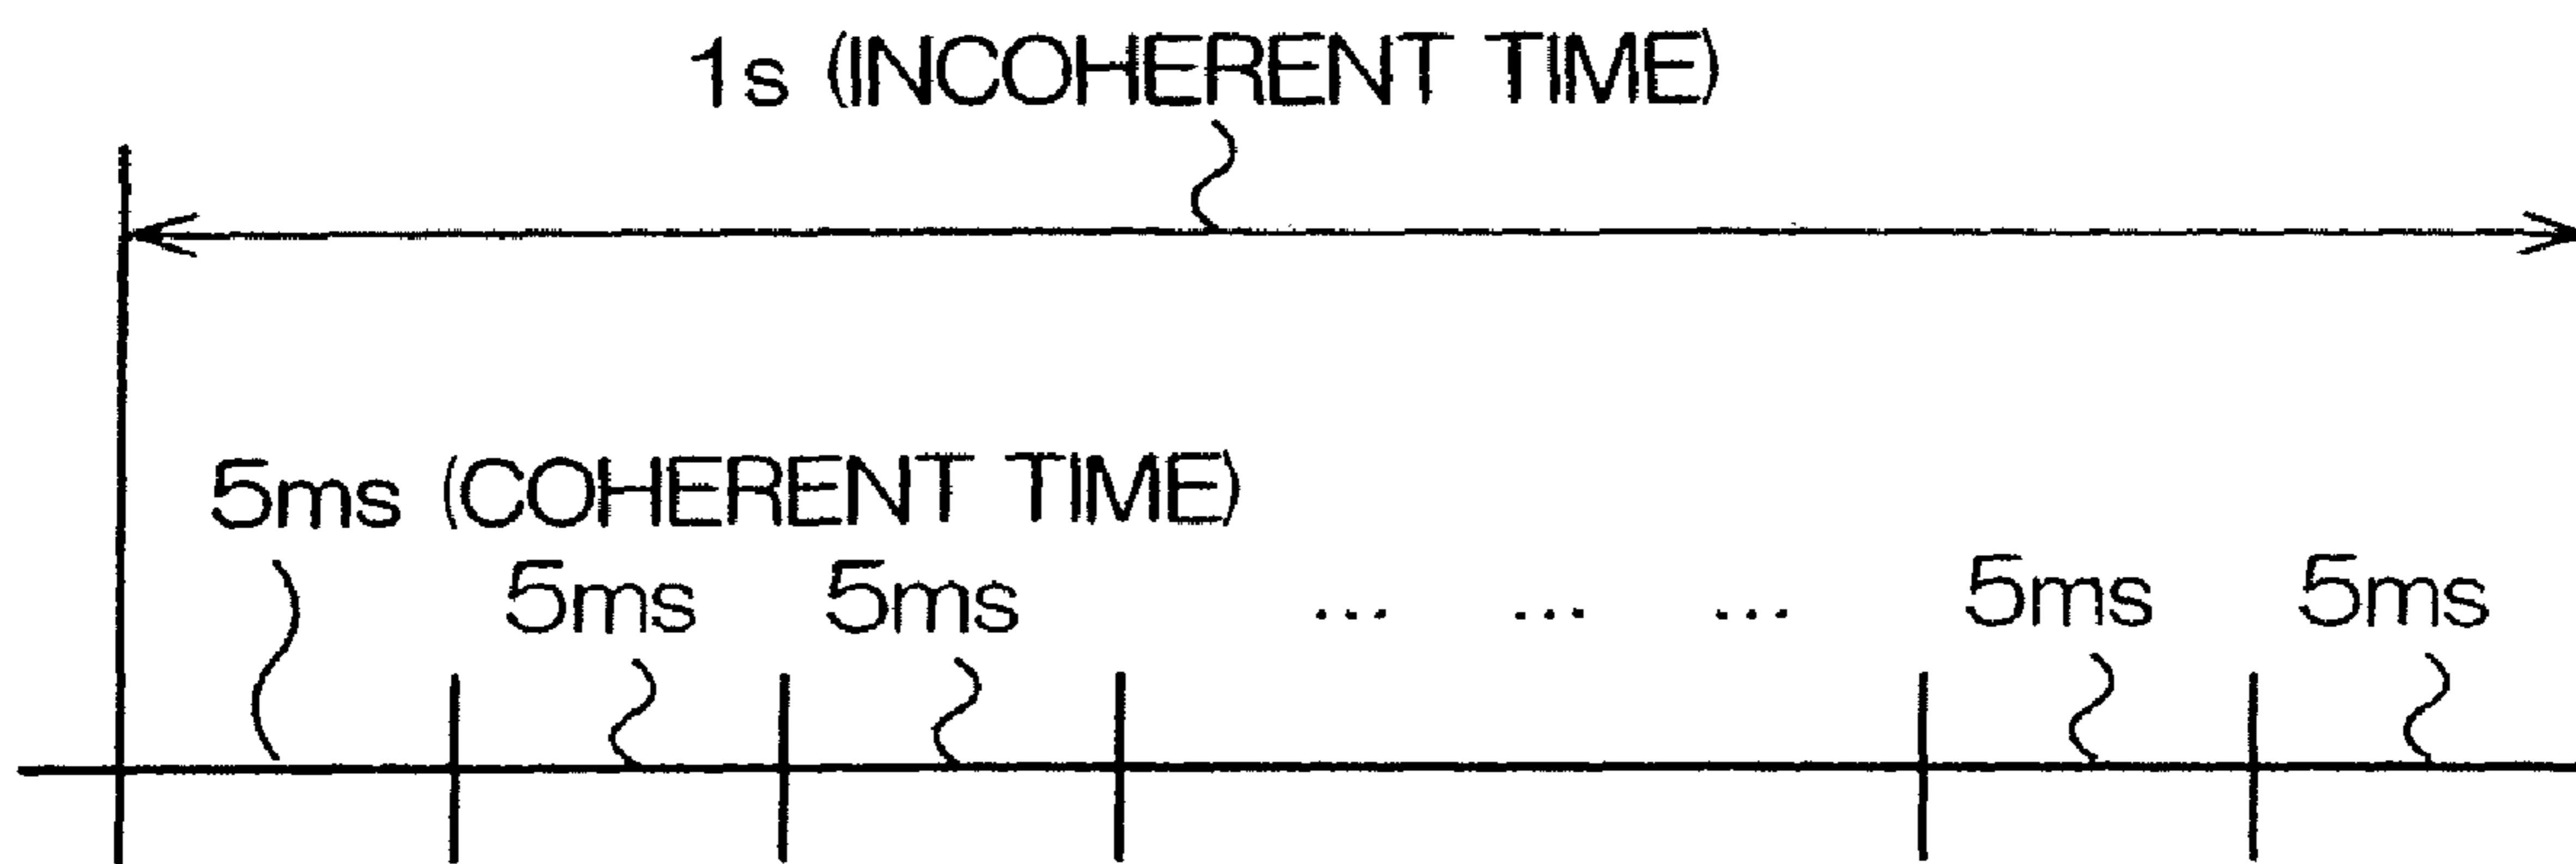 1s (INCOHERENT TIME)
5ms (COHERENT TIME)
5ms 5ms ... ... ... 5ms 5ms